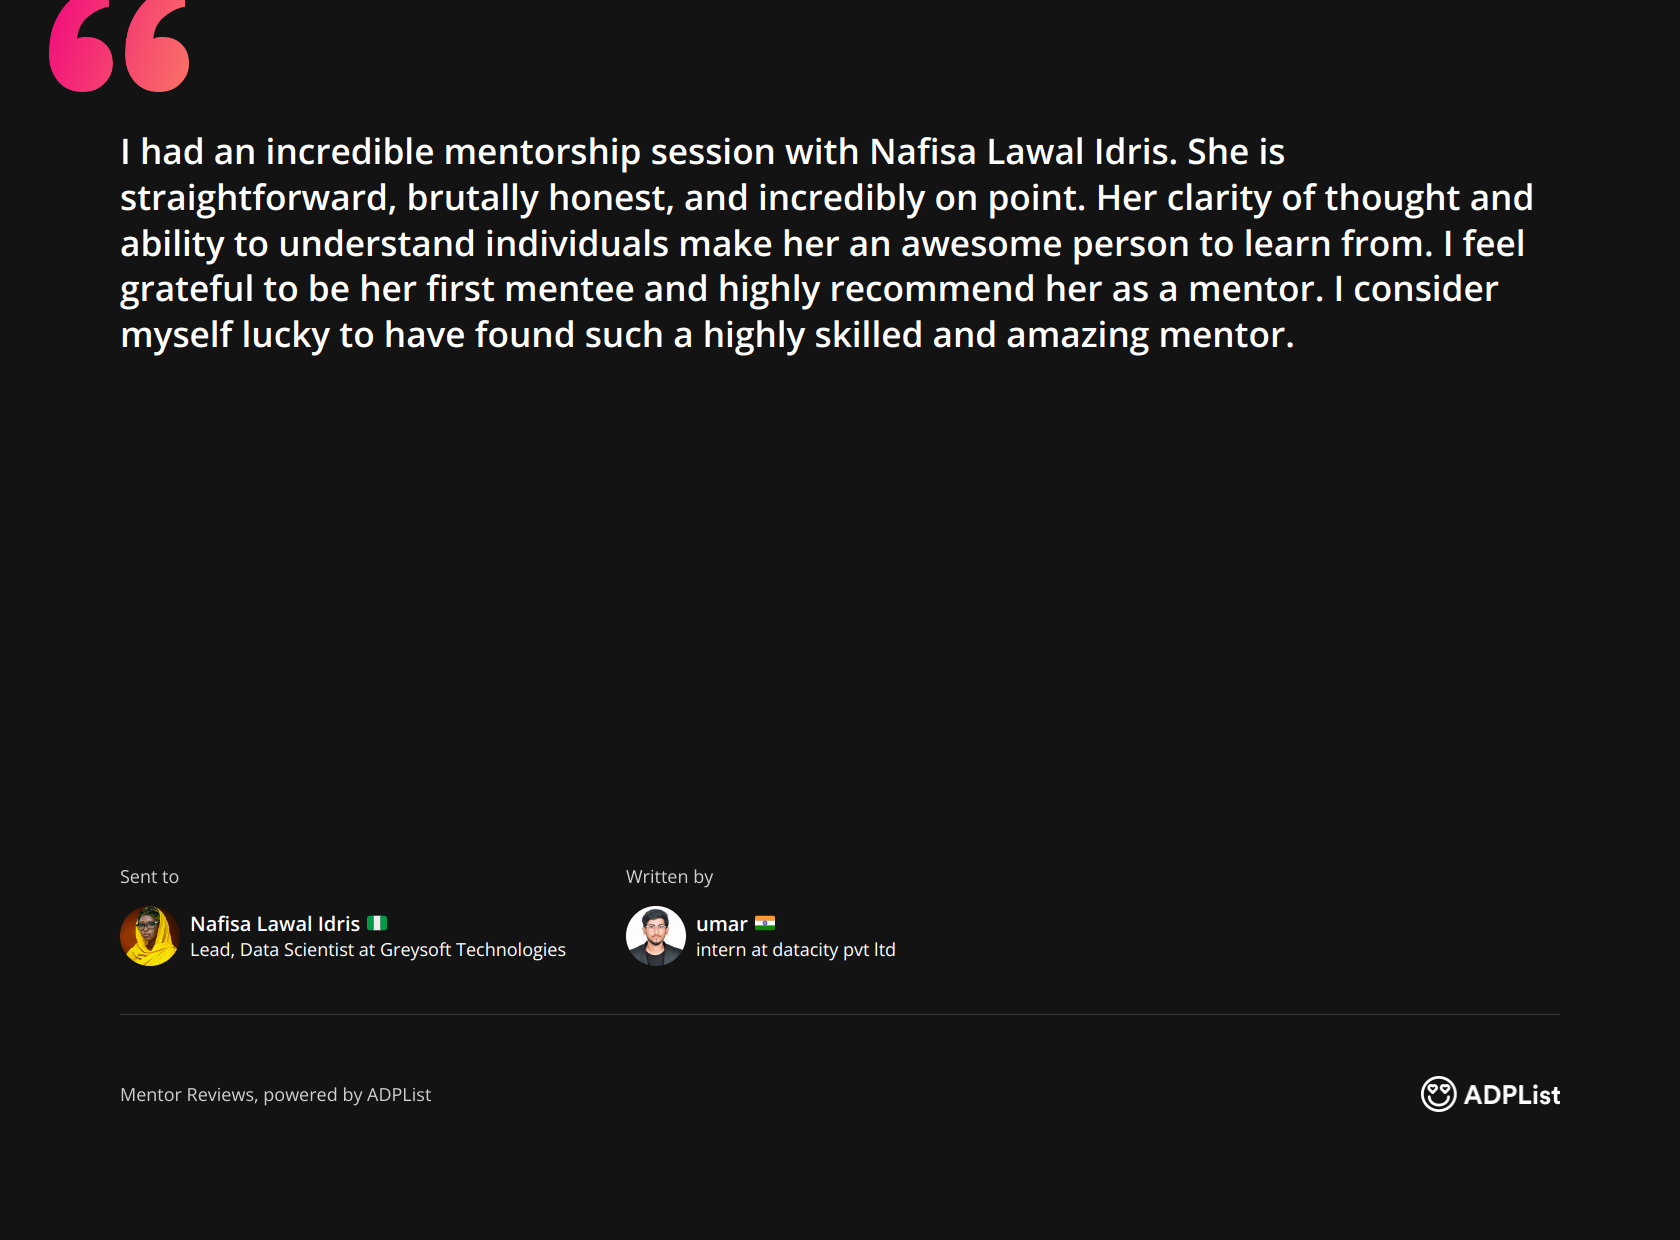 I had an incredible mentorship session with Nafisa Lawal Idris. She is
straightforward, brutally honest, and incredibly on point. Her clarity of thought and
ability to understand individuals make her an awesome person to learn from. I feel
grateful to be her first mentee and highly recommend her as a mentor. I consider
myself lucky to have found such a highly skilled and amazing mentor.
Sent to
Nafisa Lawal Idris
Lead, Data Scientist at Greysoft Technologies
Written by
umar
intern at datacity pvt ltd
Mentor Reviews, powered by ADPList
ADPList